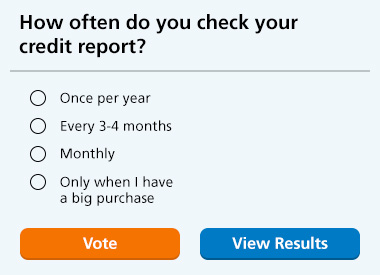 How often do you check your
credit report?
Once per year
Every 3-4 months
Monthly
Only when I have
a big purchase
Vote
View Results